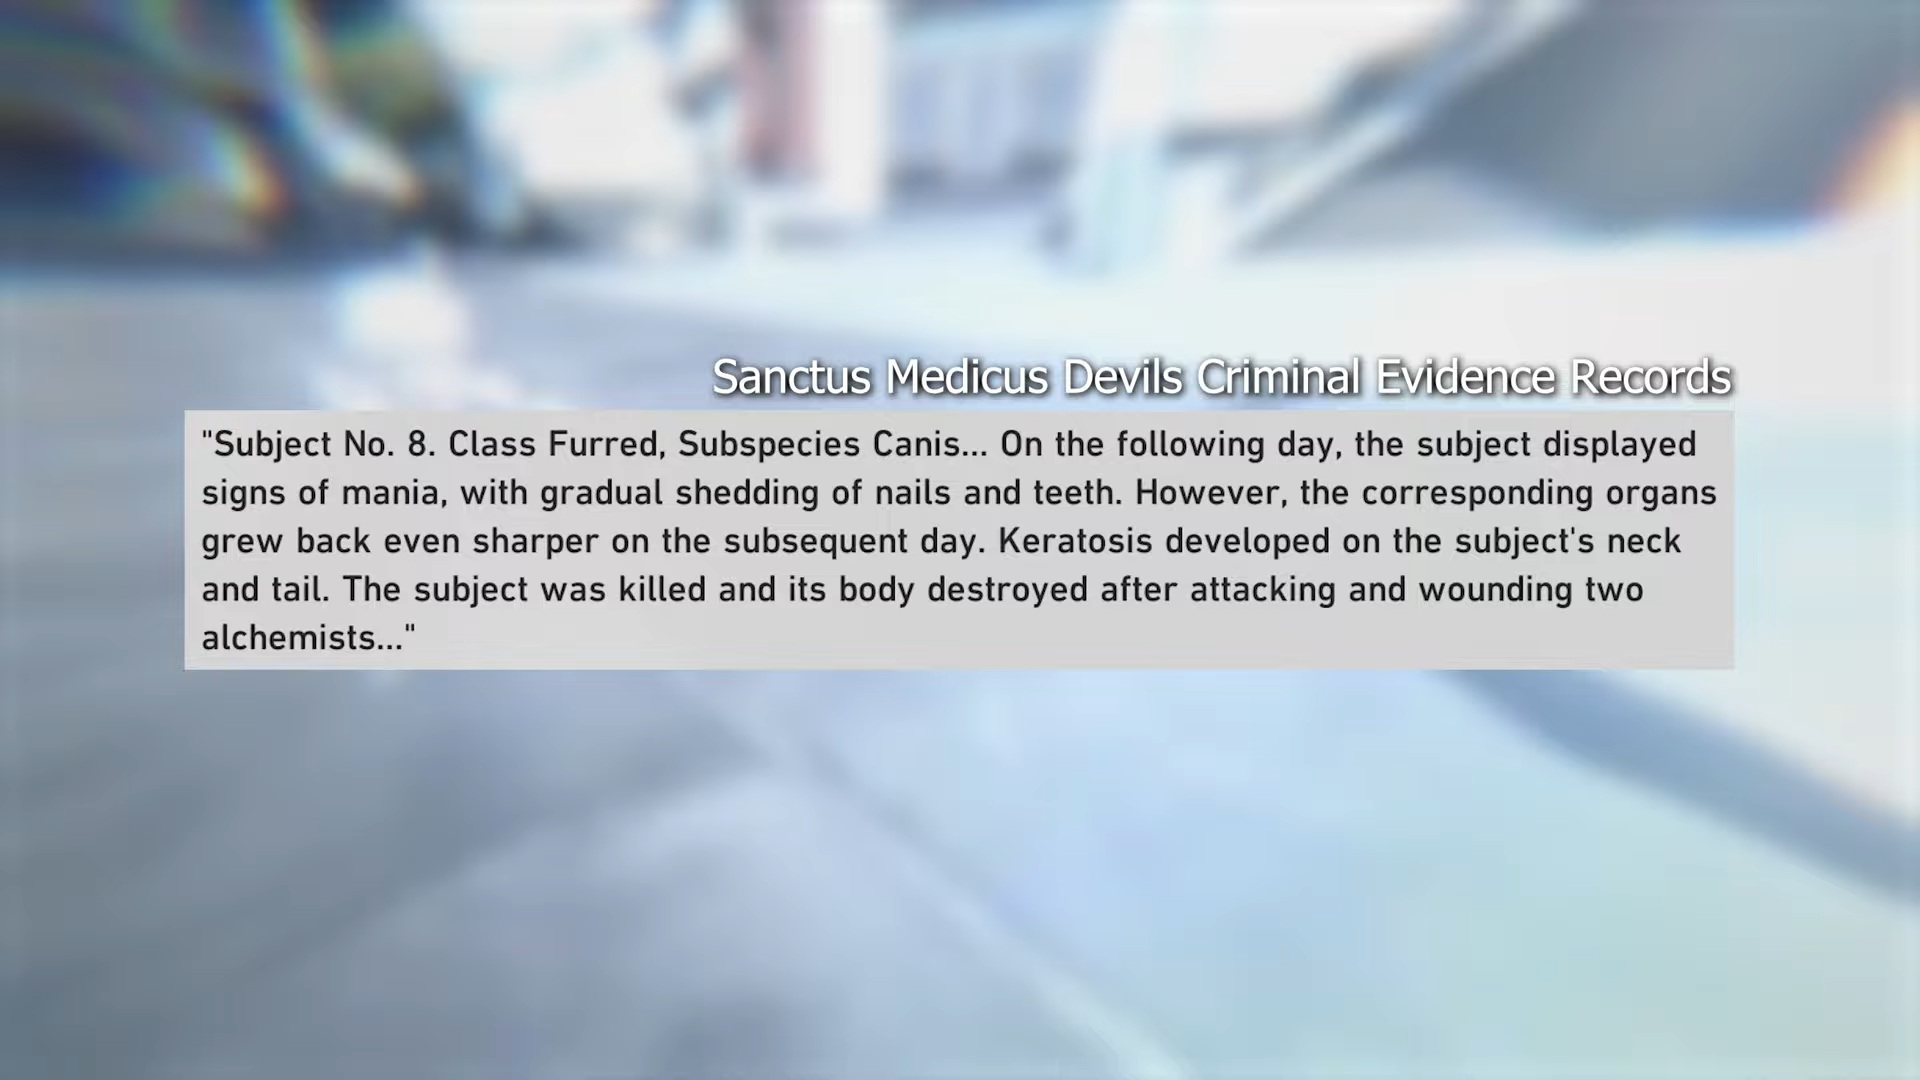 Sanctus Medicus Devils Criminal Evidence Records
"Subject No. 8. Class Furred, Subspecies Canis... On the following day, the subject displayed
signs of mania, with gradual shedding of nails and teeth. However, the corresponding organs
grew back even sharper on the subsequent day. Keratosis developed on the subject's neck
and tail. The subject was killed and its body destroyed after attacking and wounding two
alchemists..."